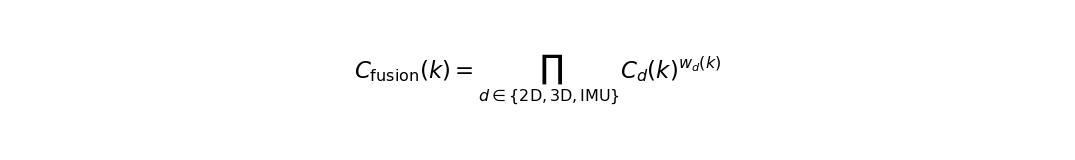 C_fusion(k) = ∏_{d ∈ {2D, 3D, IMU}} C_d(k)^{w_d(k)}